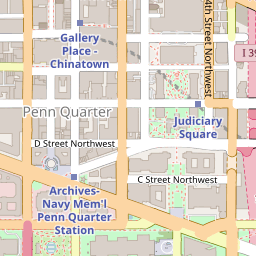 Gallery
Place -
Chinatown
4th Street Northwest
I 39
Penn Quarter
Judiciary
Square
D Street Northwest
C Street Northwest
Archives-
Navy Mem'l
Penn Quarter
Station